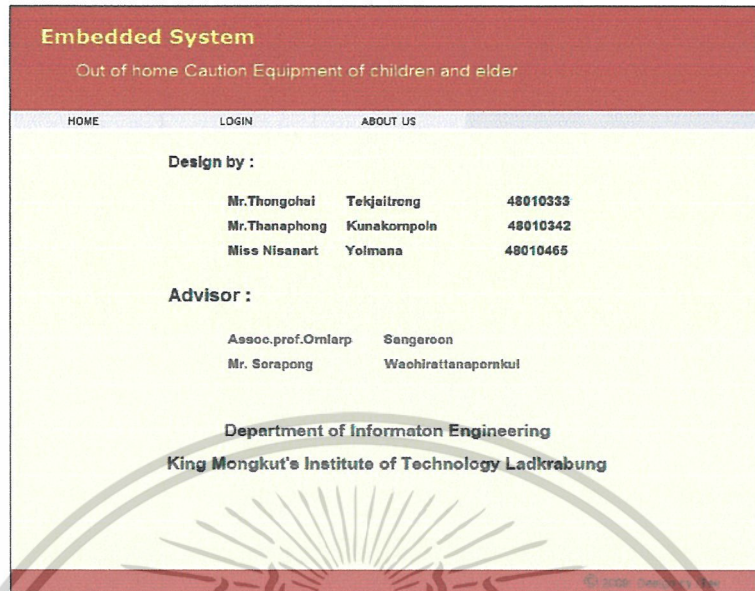 Embedded System
Out of home Caution Equipment of children and elder
HOME LOGIN ABOUT US
Design by :
Mr.Thongchai Tekjaitrong 48010333
Mr.Thanaphong Kunakornpoln 48010342
Miss Nisanart Yolmana 48010465
Advisor :
Assoc.prof.Ornlarp Sangaroon
Mr. Sorapong Wachirattanapornkul
Department of Informaton Engineering
King Mongkut's Institute of Technology Ladkrabung
© 2009